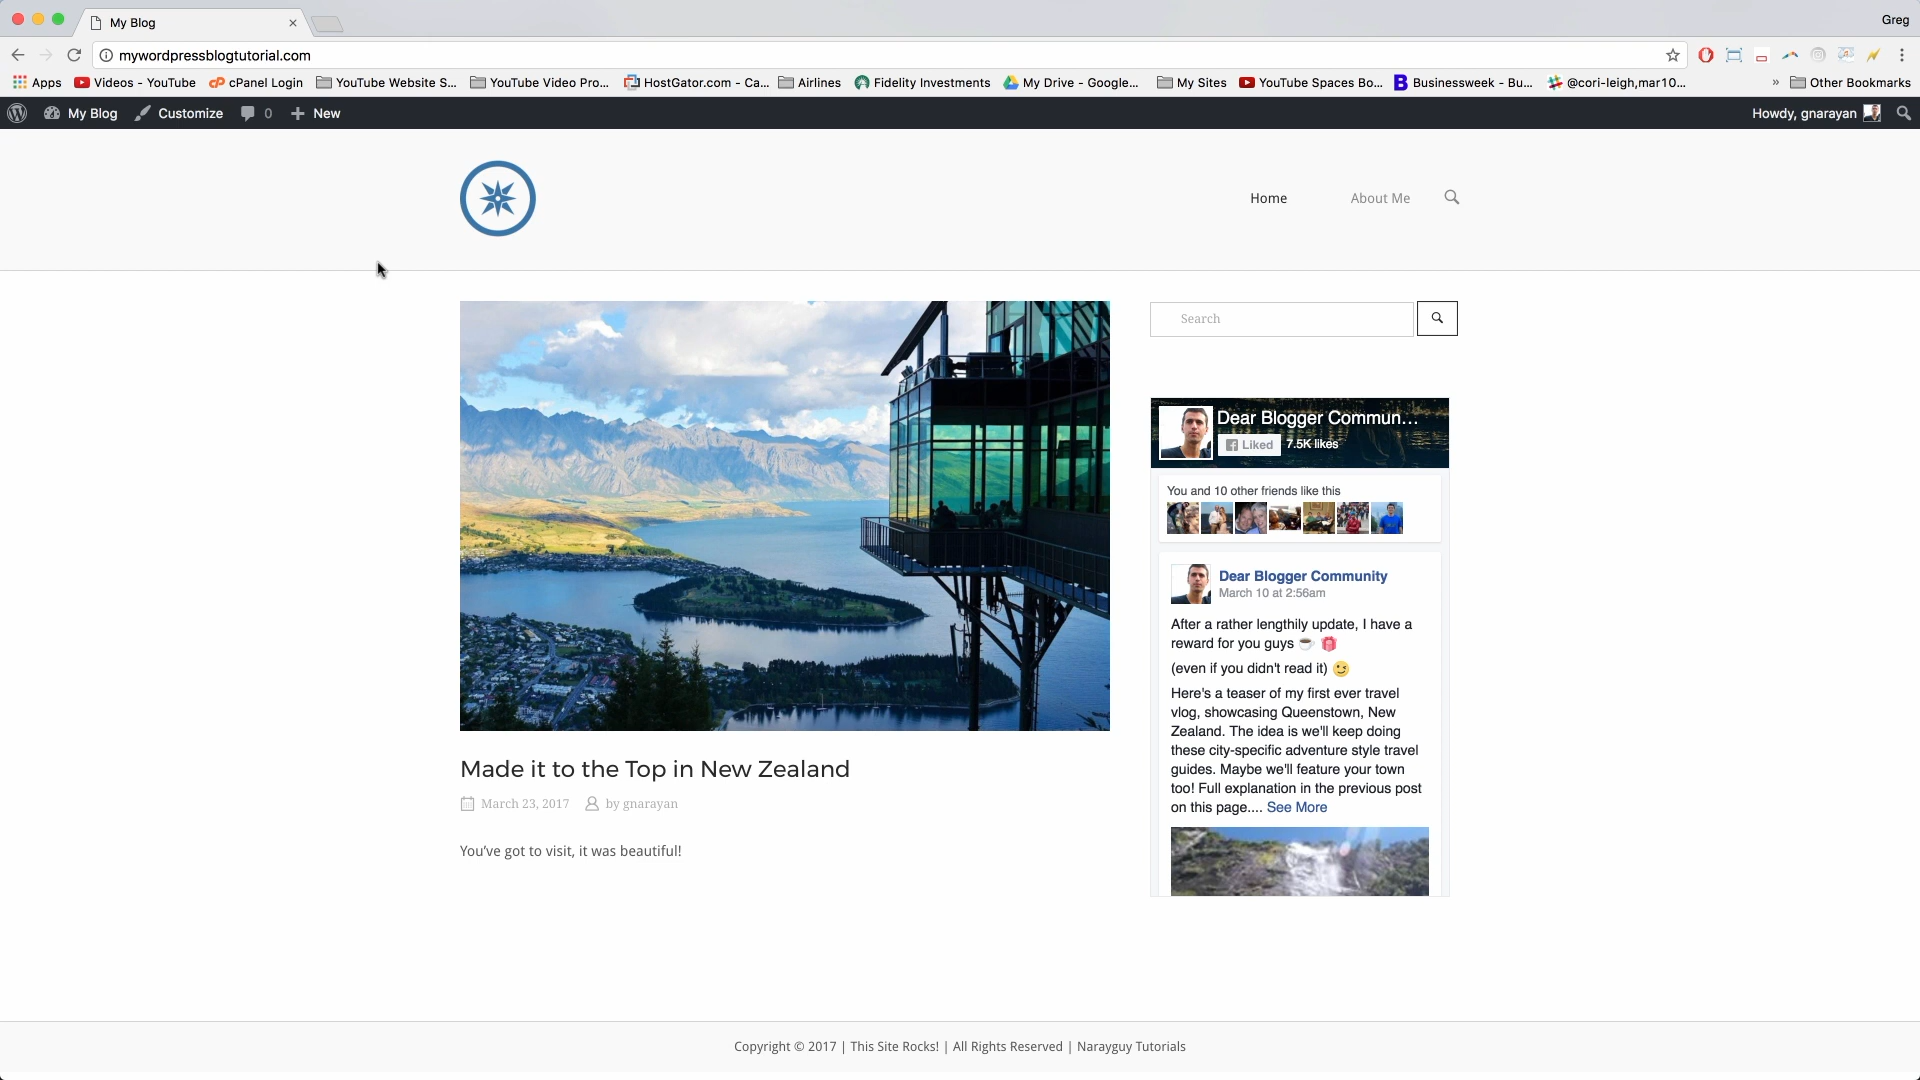 My Blog
Greg
mywordpressblogtutorial.com
Apps
Videos - YouTube
cPanel Login
YouTube Website S...
YouTube Video Pro...
HostGator.com - Ca...
Airlines
Fidelity Investments
My Drive - Google...
My Sites
YouTube Spaces Bo...
Businessweek - Bu...
@cori-leigh,mar10...
»
Other Bookmarks
My Blog
Customize
0
New
Howdy, gnarayan
Home
About Me
Search
Dear Blogger Commun...
Liked
7.5K likes
You and 10 other friends like this
Dear Blogger Community
March 10 at 2:56am
After a rather lengthily update, I have a
reward for you guys ☕ 🎁
(even if you didn't read it) 😉
Here's a teaser of my first ever travel
vlog, showcasing Queenstown, New
Zealand. The idea is we'll keep doing
these city-specific adventure style travel
guides. Maybe we'll feature your town
too! Full explanation in the previous post
on this page.... See More
Made it to the Top in New Zealand
March 23, 2017
by gnarayan
You’ve got to visit, it was beautiful!
Copyright © 2017 | This Site Rocks! | All Rights Reserved | Narayguy Tutorials